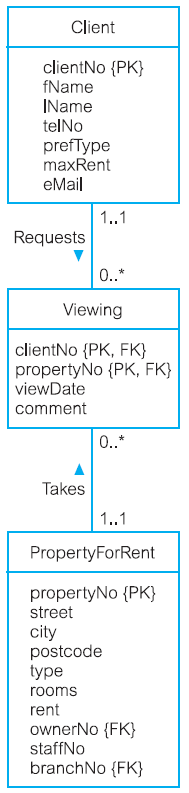 Client
clientNo {PK}
fName
lName
telNo
prefType
maxRent
eMail
1..1
Requests
0..*
Viewing
clientNo {PK, FK}
propertyNo {PK, FK}
viewDate
comment
0..*
Takes
1..1
PropertyForRent
propertyNo {PK}
street
city
postcode
type
rooms
rent
ownerNo {FK}
staffNo
branchNo {FK}